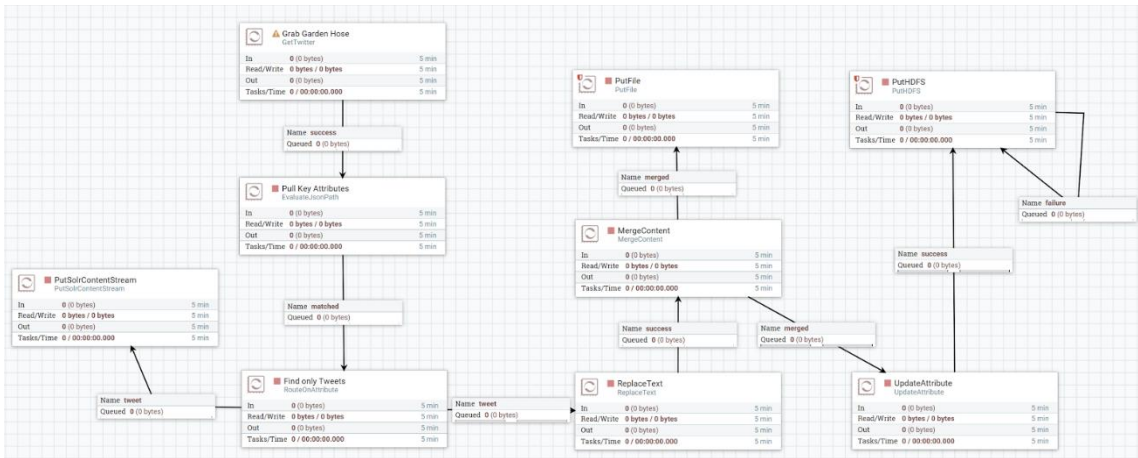 Grab Garden Hose
GetTwitter
In 0 (0 bytes) 5 min
Read/Write 0 bytes / 0 bytes 5 min
Out 0 (0 bytes) 5 min
Tasks/Time 0 / 00:00:00.000 5 min
Name success
Queued 0 (0 bytes)
Pull Key Attributes
EvaluateJsonPath
In 0 (0 bytes) 5 min
Read/Write 0 bytes / 0 bytes 5 min
Out 0 (0 bytes) 5 min
Tasks/Time 0 / 00:00:00.000 5 min
Name matched
Queued 0 (0 bytes)
PutSolrContentStream
PutSolrContentStream
In 0 (0 bytes) 5 min
Read/Write 0 bytes / 0 bytes 5 min
Out 0 (0 bytes) 5 min
Tasks/Time 0 / 00:00:00.000 5 min
Name tweet
Queued 0 (0 bytes)
Find only Tweets
RouteOnAttribute
In 0 (0 bytes) 5 min
Read/Write 0 bytes / 0 bytes 5 min
Out 0 (0 bytes) 5 min
Tasks/Time 0 / 00:00:00.000 5 min
Name tweet
Queued 0 (0 bytes)
PutFile
PutFile
In 0 (0 bytes) 5 min
Read/Write 0 bytes / 0 bytes 5 min
Out 0 (0 bytes) 5 min
Tasks/Time 0 / 00:00:00.000 5 min
Name merged
Queued 0 (0 bytes)
MergeContent
MergeContent
In 0 (0 bytes) 5 min
Read/Write 0 bytes / 0 bytes 5 min
Out 0 (0 bytes) 5 min
Tasks/Time 0 / 00:00:00.000 5 min
Name success
Queued 0 (0 bytes)
Name merged
Queued 0 (0 bytes)
ReplaceText
ReplaceText
In 0 (0 bytes) 5 min
Read/Write 0 bytes / 0 bytes 5 min
Out 0 (0 bytes) 5 min
Tasks/Time 0 / 00:00:00.000 5 min
PutHDFS
PutHDFS
In 0 (0 bytes) 5 min
Read/Write 0 bytes / 0 bytes 5 min
Out 0 (0 bytes) 5 min
Tasks/Time 0 / 00:00:00.000 5 min
Name failure
Queued 0 (0 bytes)
Name success
Queued 0 (0 bytes)
UpdateAttribute
UpdateAttribute
In 0 (0 bytes) 5 min
Read/Write 0 bytes / 0 bytes 5 min
Out 0 (0 bytes) 5 min
Tasks/Time 0 / 00:00:00.000 5 min